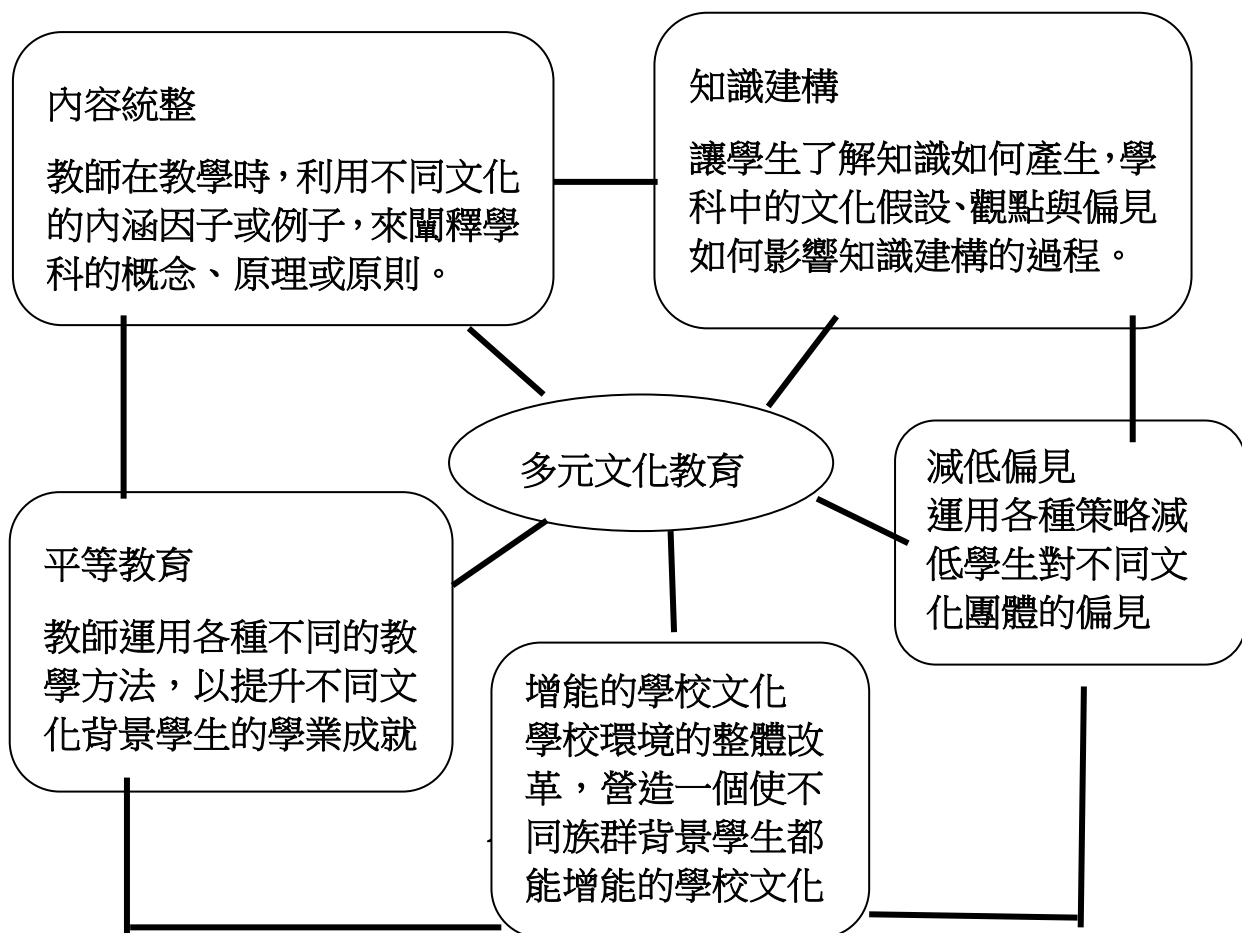 內容統整
教師在教學時，利用不同文化
的內涵因子或例子，來闡釋學
科的概念、原理或原則。
知識建構
讓學生了解知識如何產生，學
科中的文化假設、觀點與偏見
如何影響知識建構的過程。
多元文化教育
減低偏見
運用各種策略減
低學生對不同文
化團體的偏見
平等教育
教師運用各種不同的教
學方法，以提升不同文
化背景學生的學業成就
增能的學校文化
學校環境的整體改
革，營造一個使不
同族群背景學生都
能增能的學校文化